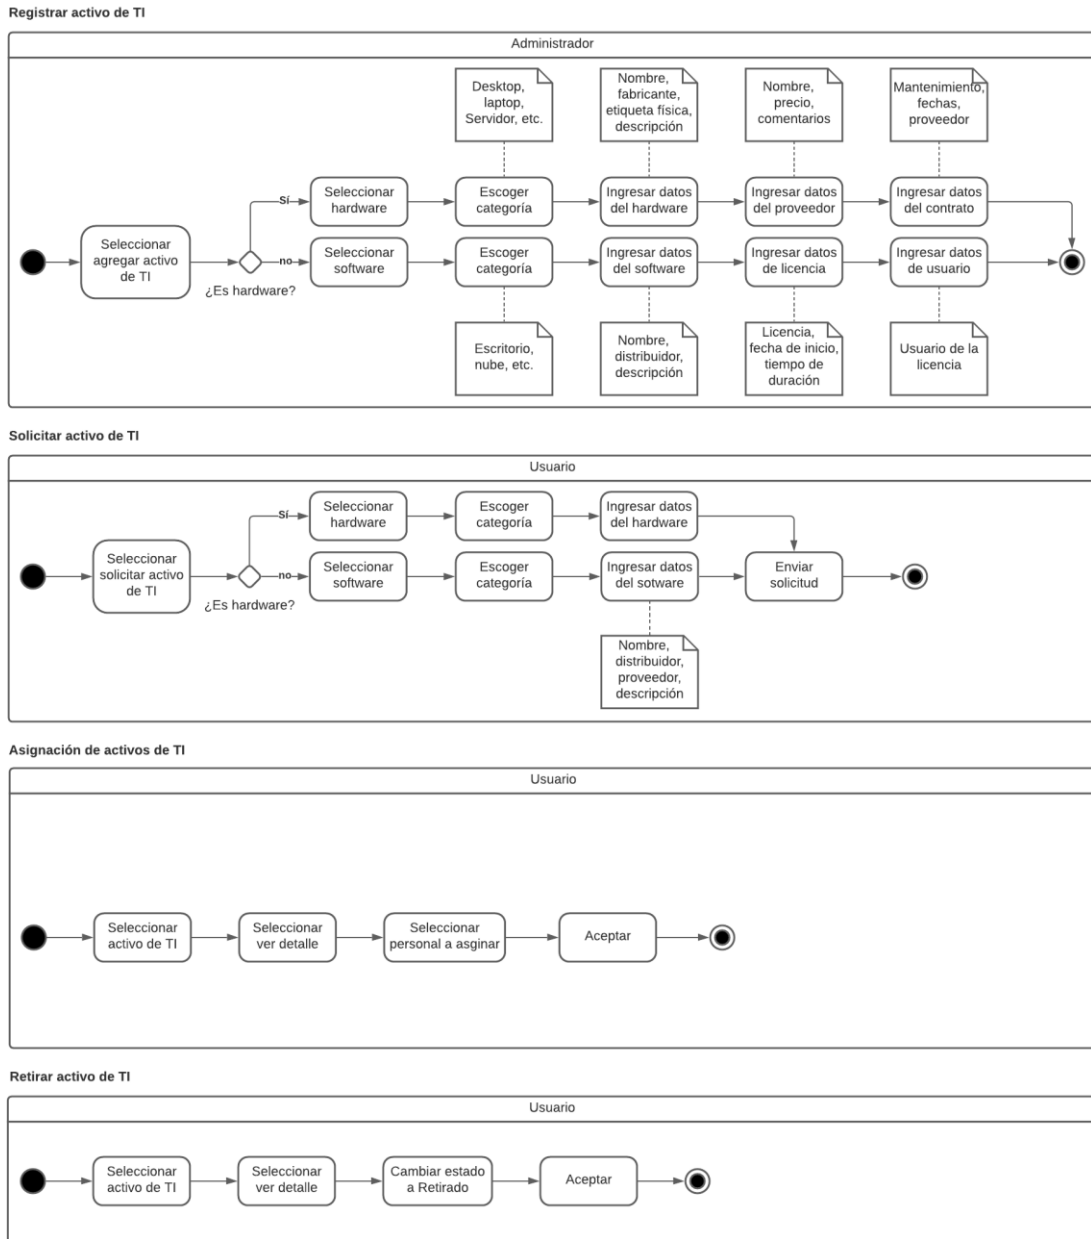 Registrar activo de TI
Administrador
Desktop,
laptop,
Servidor, etc.
Nombre,
fabricante,
etiqueta física,
descripción
Nombre,
precio,
comentarios
Mantenimiento,
fechas,
proveedor
Sí
Seleccionar
hardware
Escoger
categoría
Ingresar datos
del hardware
Ingresar datos
del proveedor
Ingresar datos
del contrato
Seleccionar
agregar activo
de TI
¿Es hardware?
no
Seleccionar
software
Escoger
categoría
Ingresar datos
del software
Ingresar datos
de licencia
Ingresar datos
de usuario
Escritorio,
nube, etc.
Nombre,
distribuidor,
descripción
Licencia,
fecha de inicio,
tiempo de
duración
Usuario de la
licencia
Solicitar activo de TI
Usuario
Sí
Seleccionar
hardware
Escoger
categoría
Ingresar datos
del hardware
Seleccionar
solicitar activo
de TI
¿Es hardware?
no
Seleccionar
software
Escoger
categoría
Ingresar datos
del sotware
Enviar
solicitud
Nombre,
distribuidor,
proveedor,
descripción
Asignación de activos de TI
Usuario
Seleccionar
activo de TI
Seleccionar
ver detalle
Seleccionar
personal a asginar
Aceptar
Retirar activo de TI
Usuario
Seleccionar
activo de TI
Seleccionar
ver detalle
Cambiar estado
a Retirado
Aceptar